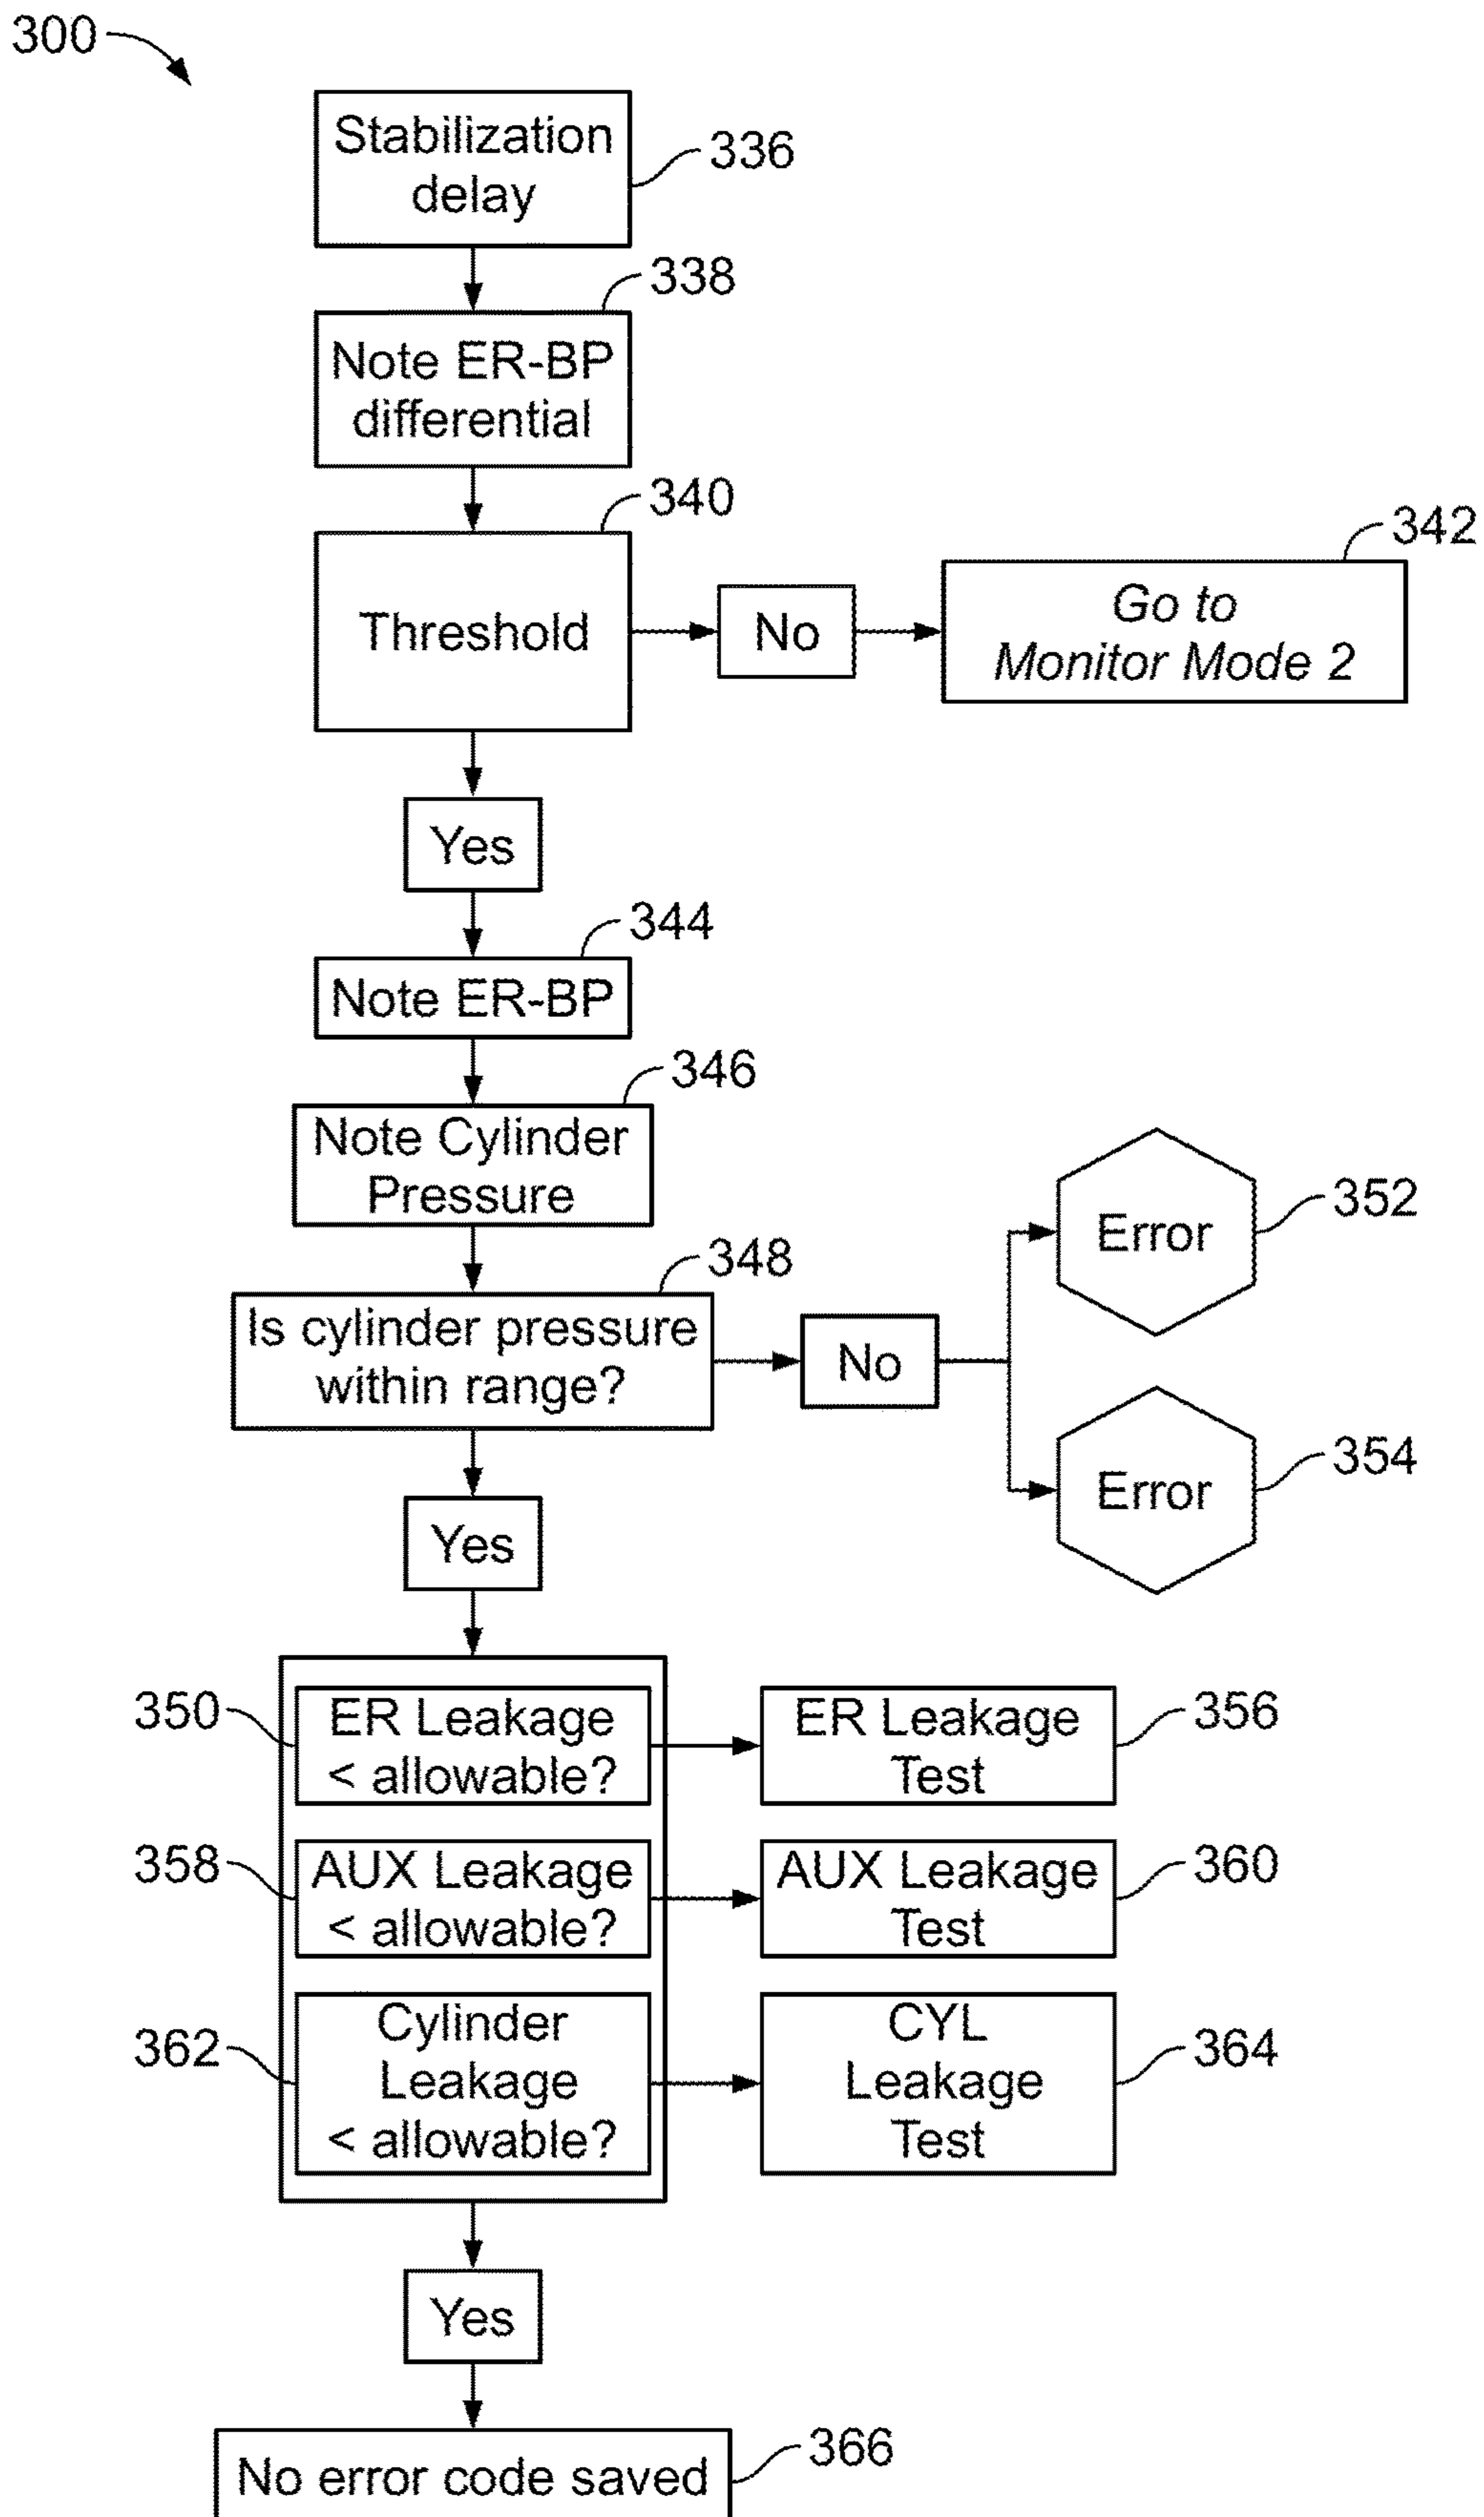 300
Stabilization
delay
336
338
Note ER-BP
differential
340
Threshold
No
342
Go to
Monitor Mode 2
Yes
344
Note ER-BP
346
Note Cylinder
Pressure
348
Is cylinder pressure
within range?
No
Error
352
Error
354
Yes
350
ER Leakage
< allowable?
ER Leakage
Test
356
358
AUX Leakage
< allowable?
AUX Leakage
Test
360
362
Cylinder
Leakage
< allowable?
CYL
Leakage
Test
364
Yes
No error code saved
366